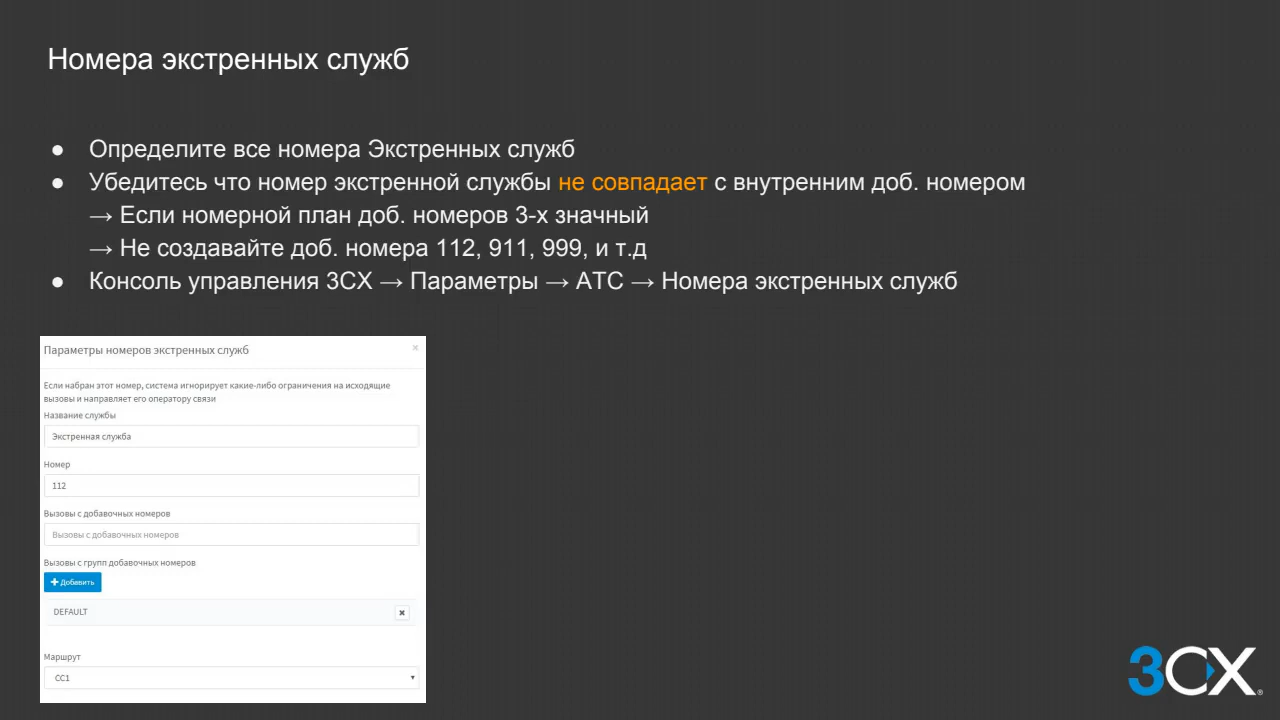 Номера экстренных служб
● Определите все номера Экстренных служб
● Убедитесь что номер экстренной службы не совпадает с внутренним доб. номером
→ Если номерной план доб. номеров 3-х значный
→ Не создавайте доб. номера 112, 911, 999, и т.д
● Консоль управления 3CX → Параметры → АТС → Номера экстренных служб
Параметры номеров экстренных служб ×
Если набран этот номер, система игнорирует какие-либо ограничения на исходящие
вызовы и направляет его оператору связи
Название службы
Экстренная служба
Номер
112
Вызовы с добавочных номеров
Вызовы с добавочных номеров
Вызовы с групп добавочных номеров
+ Добавить
DEFAULT ×
Маршрут
CC1
3CX®